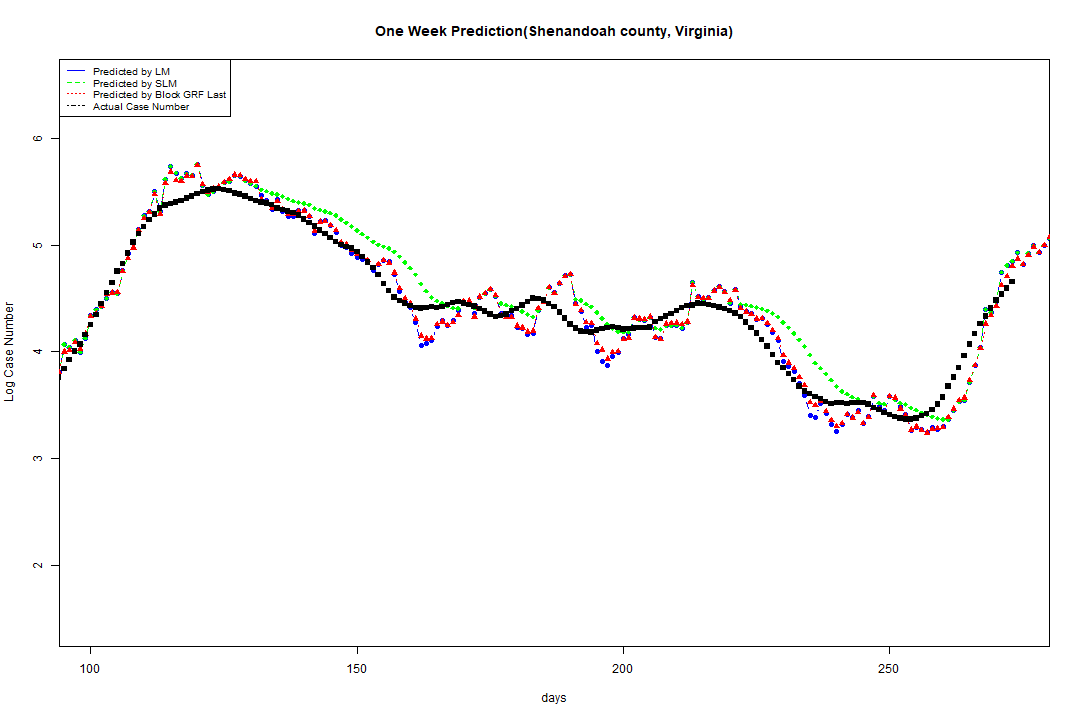 One Week Prediction(Shenandoah county, Virginia)
Predicted by LM
Predicted by SLM
Predicted by Block GRF Last
Actual Case Number
6
5
4
3
2
Log Case Number
100 150 200 250
days